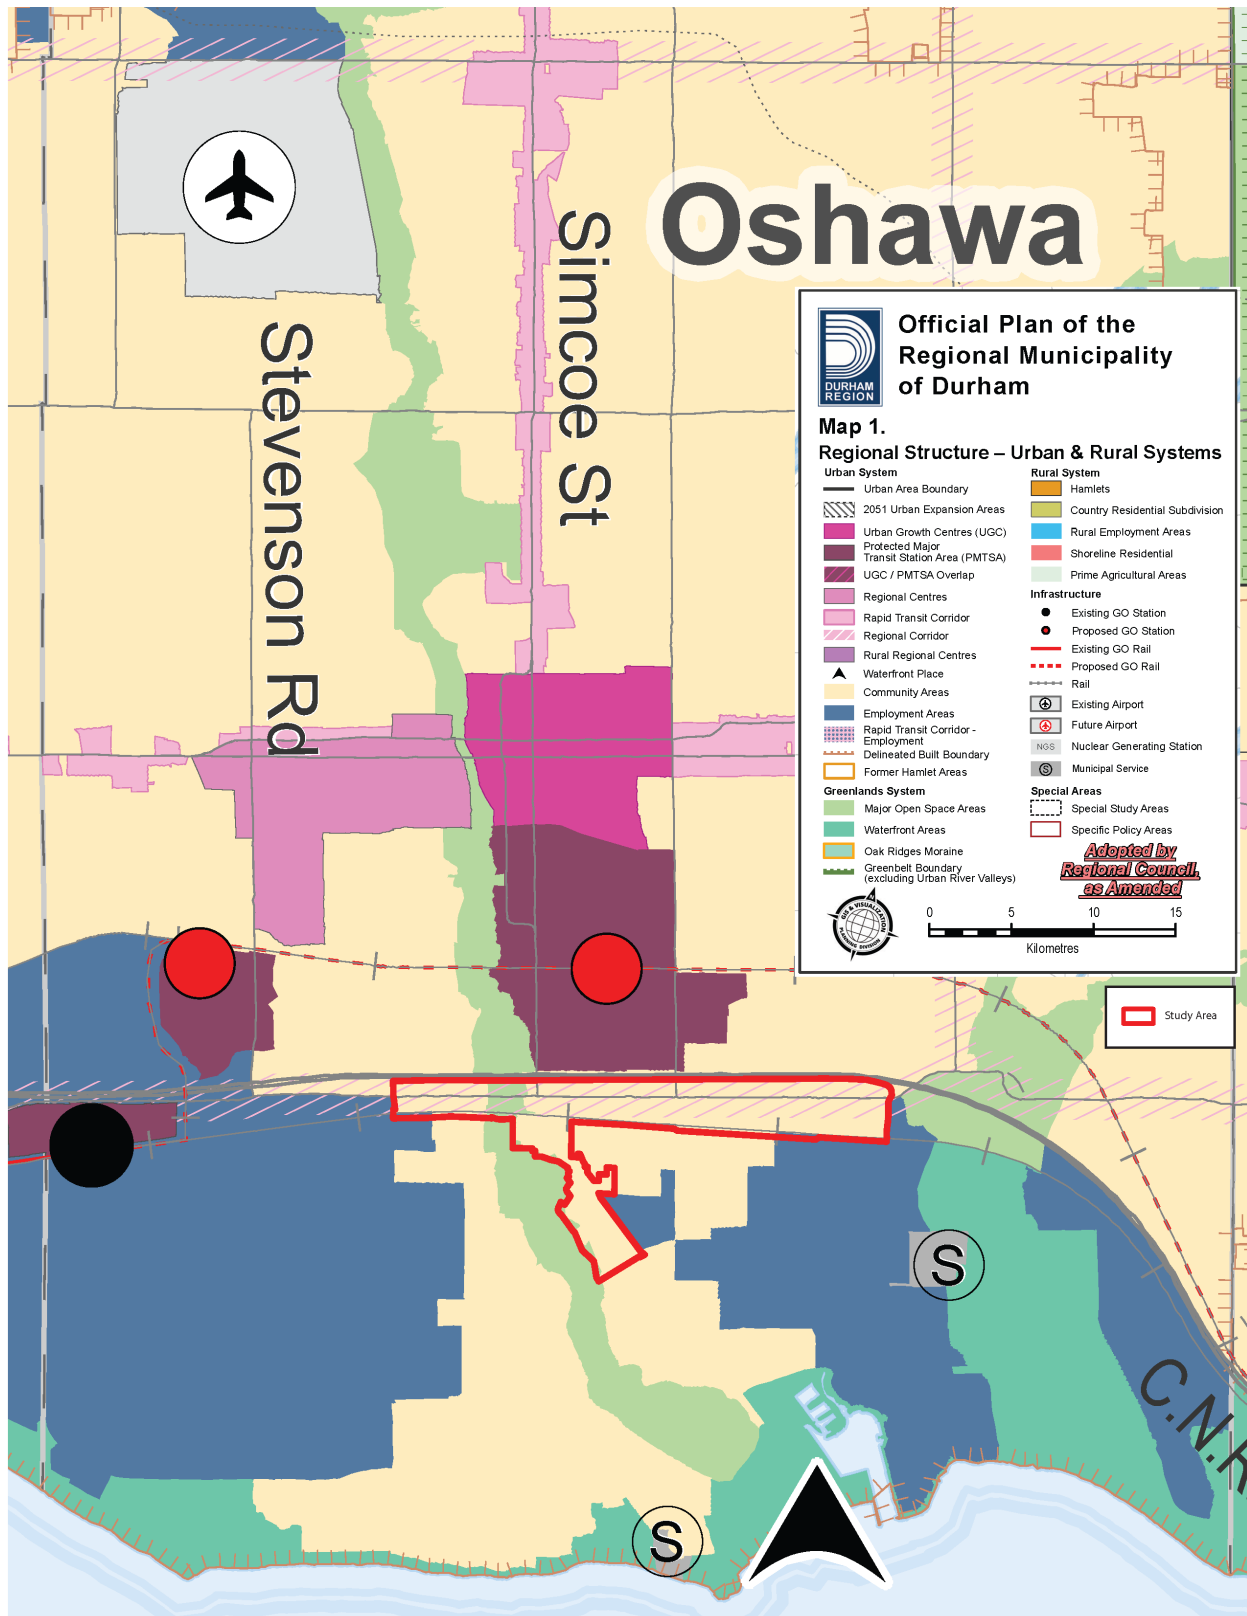 Oshawa
Simcoe St
Stevenson Rd
DURHAM
REGION
Official Plan of the
Regional Municipality
of Durham
Map 1.
Regional Structure – Urban & Rural Systems
Urban System
Urban Area Boundary
2051 Urban Expansion Areas
Urban Growth Centres (UGC)
Protected Major
Transit Station Area (PMTSA)
UGC / PMTSA Overlap
Regional Centres
Rapid Transit Corridor
Regional Corridor
Rural Regional Centres
Waterfront Place
Community Areas
Employment Areas
Rapid Transit Corridor -
Employment
Delineated Built Boundary
Former Hamlet Areas
Greenlands System
Major Open Space Areas
Waterfront Areas
Oak Ridges Moraine
Greenbelt Boundary
(excluding Urban River Valleys)
Rural System
Hamlets
Country Residential Subdivision
Rural Employment Areas
Shoreline Residential
Prime Agricultural Areas
Infrastructure
Existing GO Station
Proposed GO Station
Existing GO Rail
Proposed GO Rail
Rail
Existing Airport
Future Airport
NGS
Nuclear Generating Station
S
Municipal Service
Special Areas
Special Study Areas
Specific Policy Areas
Adopted by
Regional Council,
as Amended
GIS & VISUALIZATION
PLANNING DIVISION
0 5 10 15
Kilometres
Study Area
S
C.N.R
S